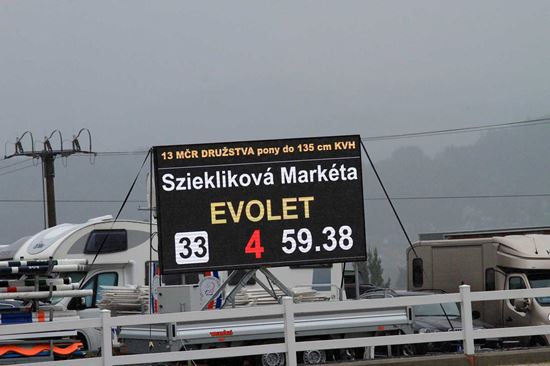 13 MČR DRUŽSTVA pony do 135 cm KVH
Sziekliková Markéta
EVOLET
33 4 59.38